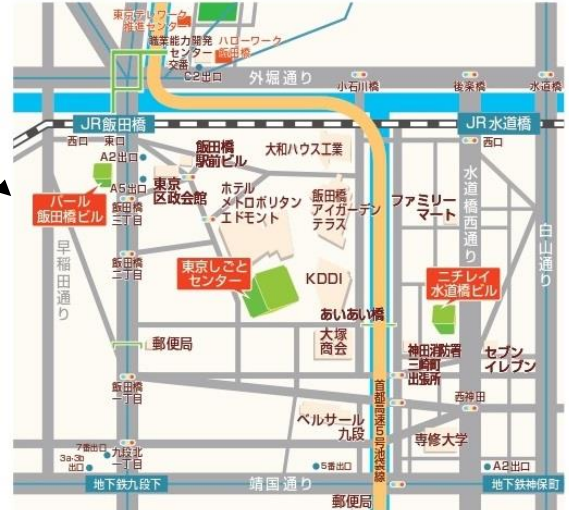 東京テレワーク
推進センター
職業能力開発
センター
ハローワーク
飯田橋
交番
C2出口
外堀通り
小石川橋
後楽橋
水道橋
JR飯田橋
JR水道橋
西口
東口
西口
A2出口
飯田橋
駅前ビル
大和ハウス工業
A5出口
東京
区政会館
ホテル
メトロポリタン
エドモント
飯田橋
アイガーデン
テラス
ファミリー
マート
水道橋西通り
白山通り
パール
飯田橋ビル
飯田橋
三丁目
早稲田通り
飯田橋
二丁目
東京しごと
センター
KDDI
ニチレイ
水道橋ビル
あいあい橋
郵便局
大塚
商会
神田消防署
三崎町
出張所
セブン
イレブン
飯田橋
一丁目
首都高速5号池袋線
西神田
ベルサール
九段
専修大学
7番出口
3a・3b
出口
九段北
一丁目
5番出口
A2出口
地下鉄九段下
靖国通り
地下鉄神保町
郵便局